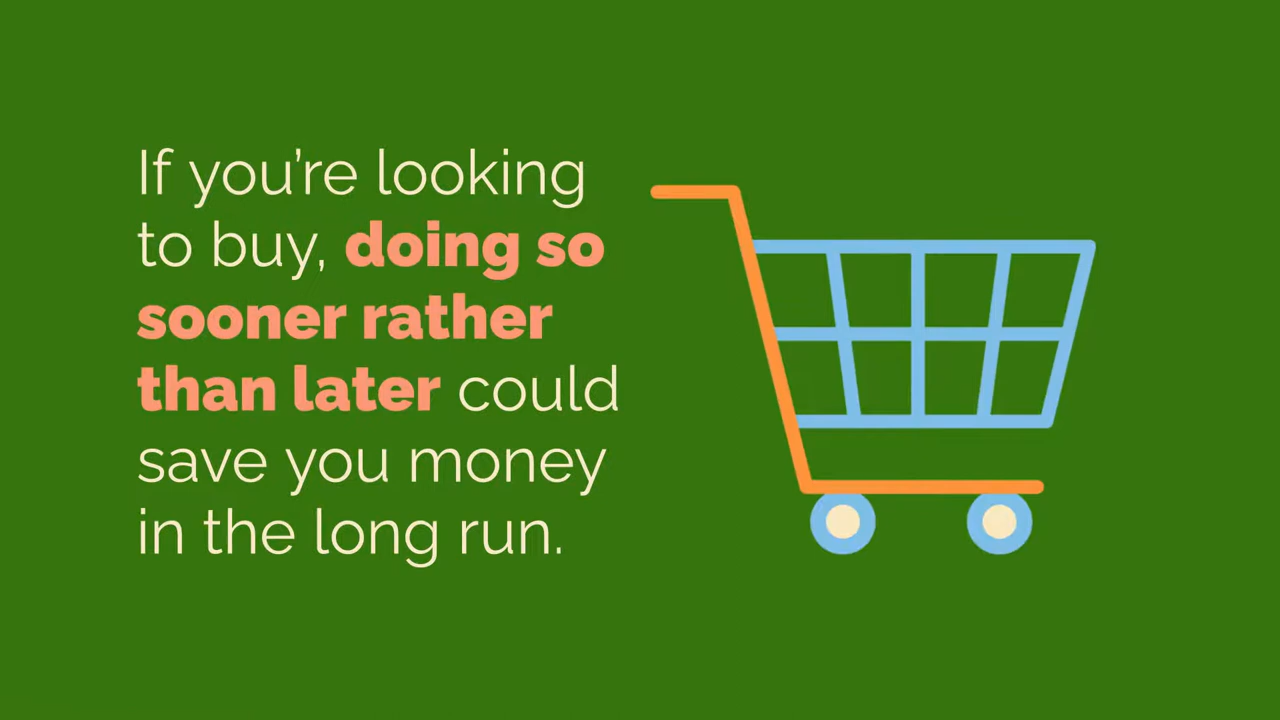 If you’re looking
to buy, doing so
sooner rather
than later could
save you money
in the long run.